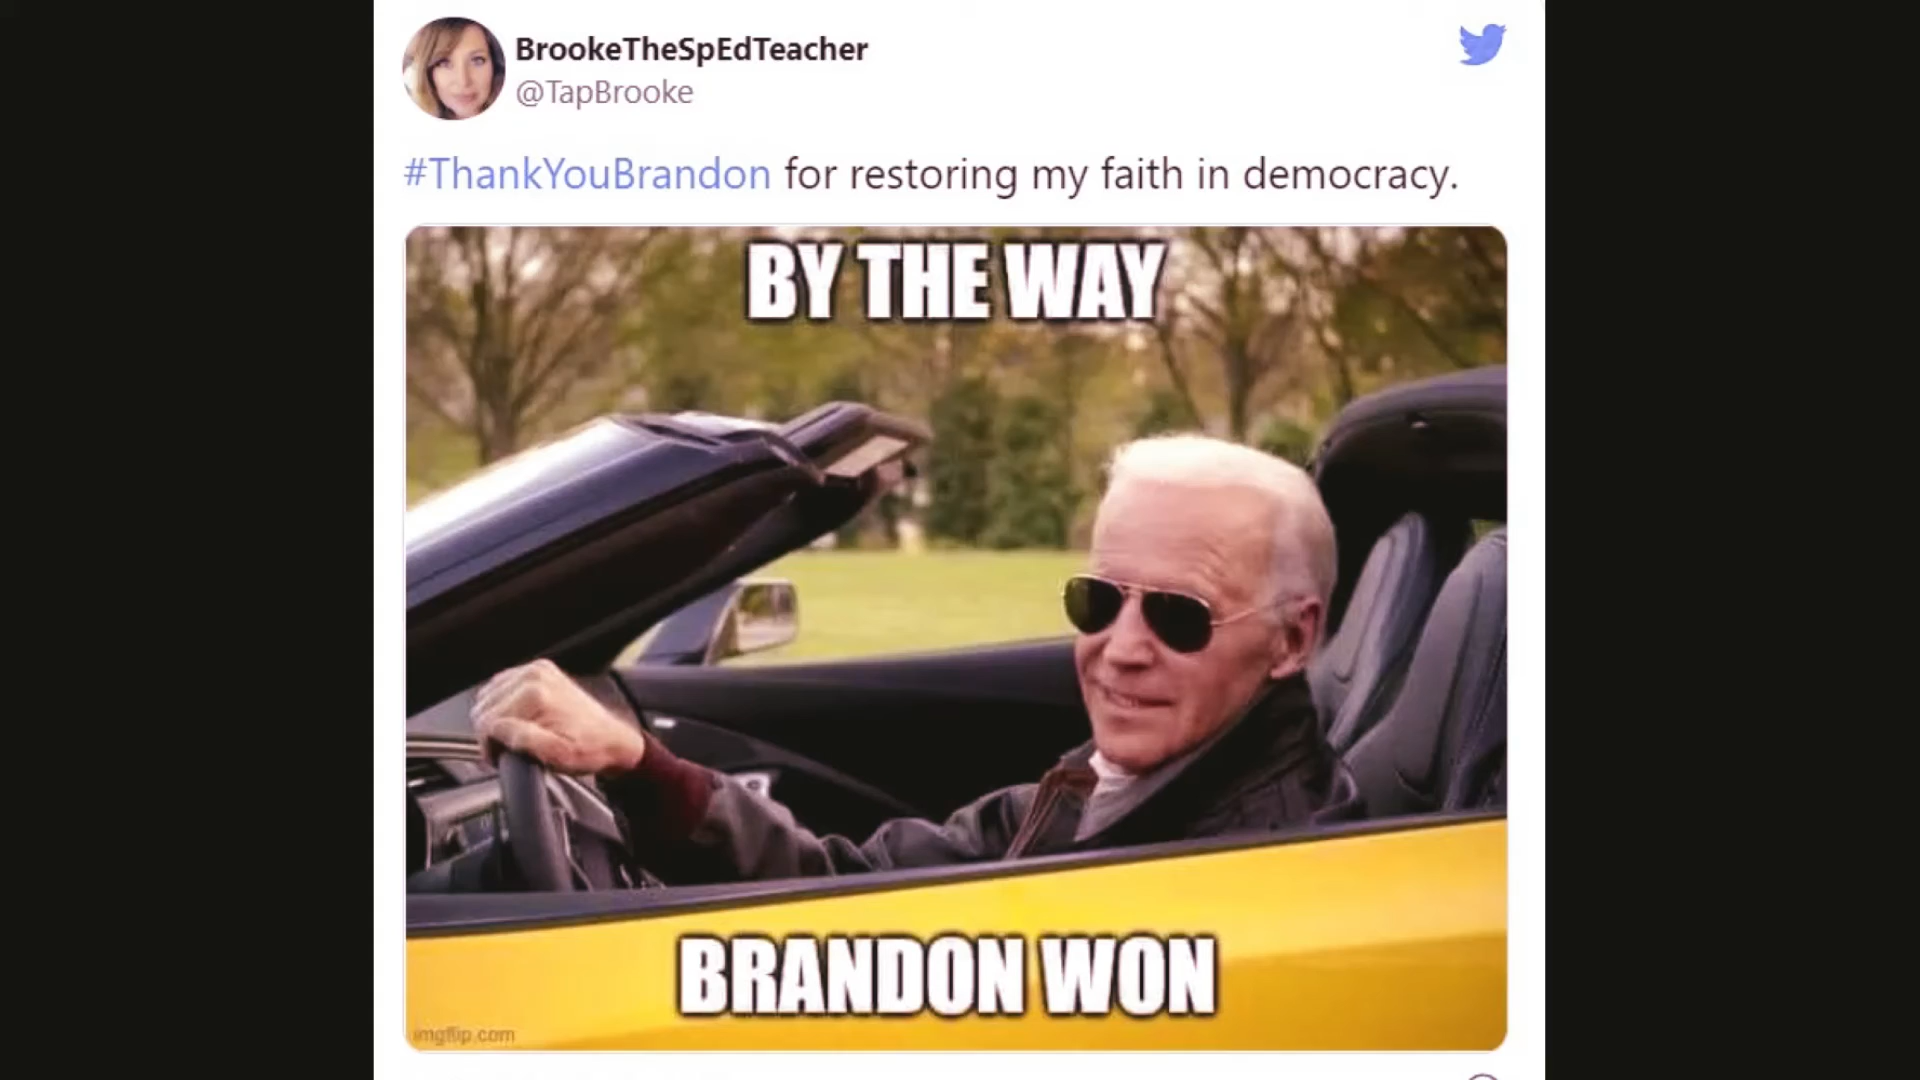 BrookeTheSpEdTeacher
@TapBrooke
#ThankYouBrandon for restoring my faith in democracy.
BY THE WAY
BRANDON WON
imgflip.com